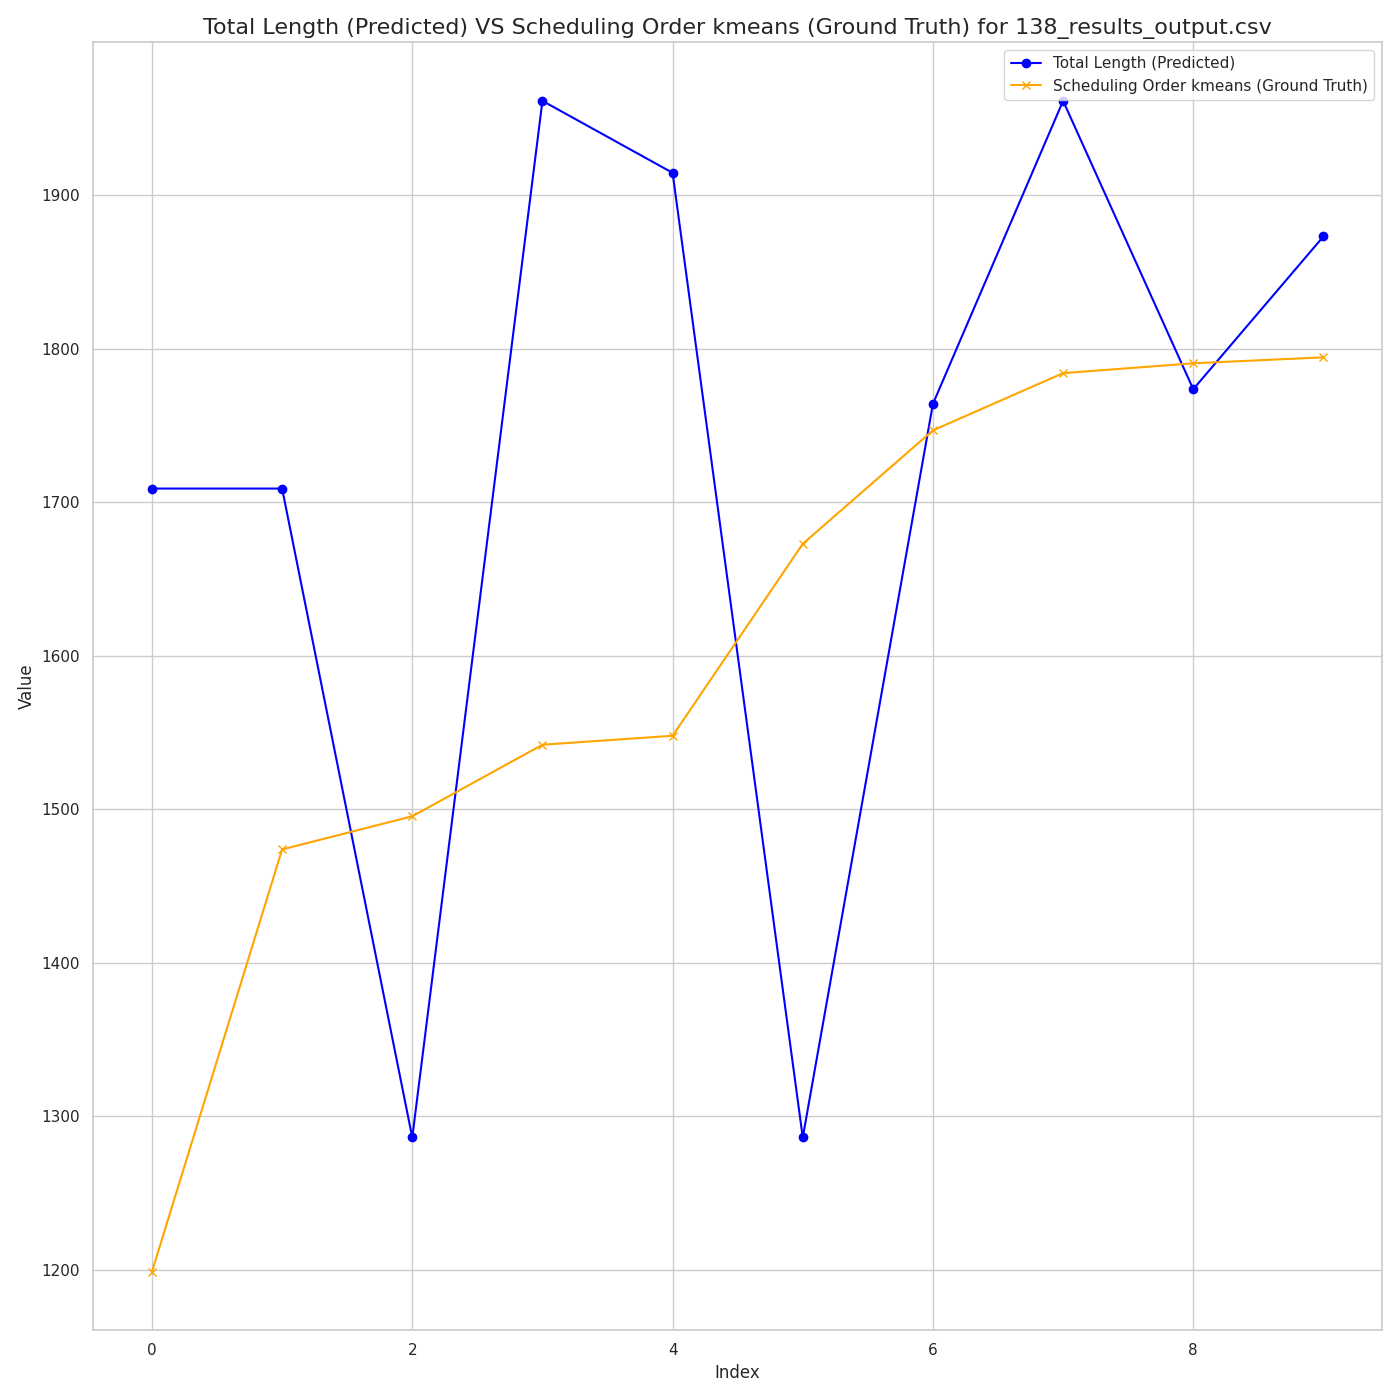 Total Length (Predicted) VS Scheduling Order kmeans (Ground Truth) for 138_results_output.csv
Total Length (Predicted)
Scheduling Order kmeans (Ground Truth)
1900
1800
1700
1600
1500
1400
1300
1200
Value
0 2 4 6 8
Index